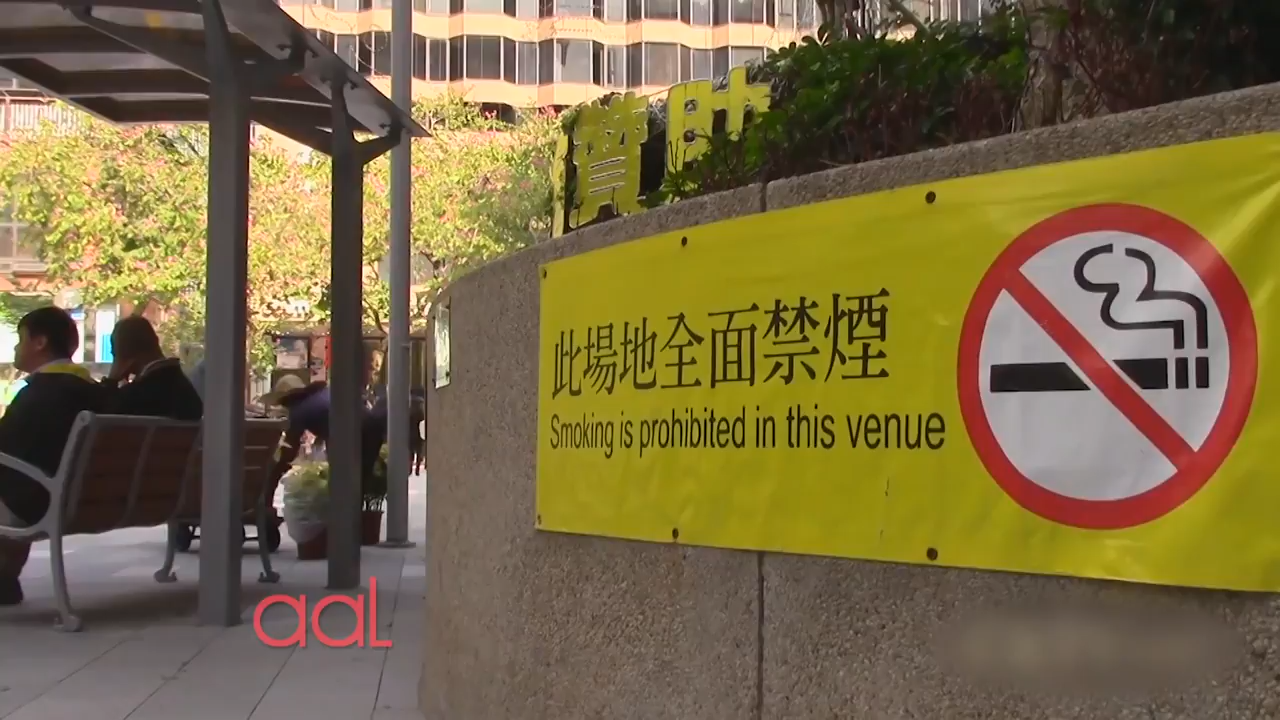 此場地全面禁煙
Smoking is prohibited in this venue
aaL